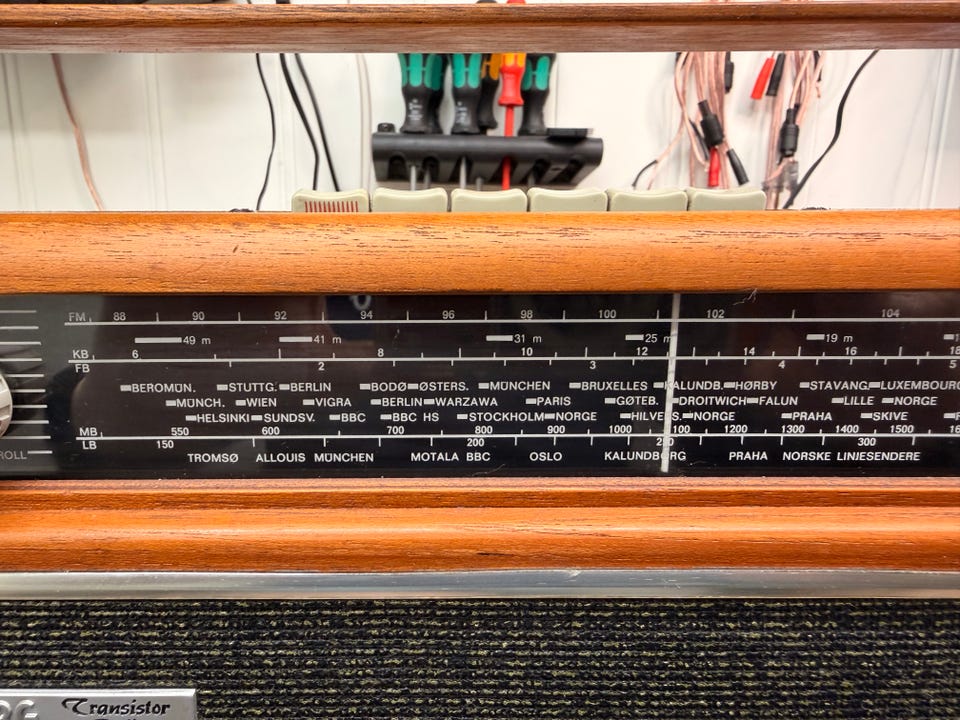 FM 88 90 92 94 96 98 100 102 104
49 m 41 m 31 m 25 m 19 m
KB 6 8 10 12 14 16 18
FB 2 3 4 5
BEROMÜN. STUTTG. BERLIN BODØ ØSTERS. MÜNCHEN BRUXELLES KALUNDB. HØRBY STAVANG. LUXEMBOURG
MÜNCH. WIEN VIGRA BERLIN WARZAWA PARIS GØTEB. DROITWICH FALUN LILLE NORGE
HELSINKI SUNDSV. BBC BBC HS STOCKHOLM NORGE HILVERS. NORGE PRAHA SKIVE
MB 550 600 700 800 900 1000 1100 1200 1300 1400 1500
LB 150 200 250 300
ROLL TROMSØ ALLOUIS MÜNCHEN MOTALA BBC OSLO KALUNDBORG PRAHA NORSKE LINJESENDERE
Transistor